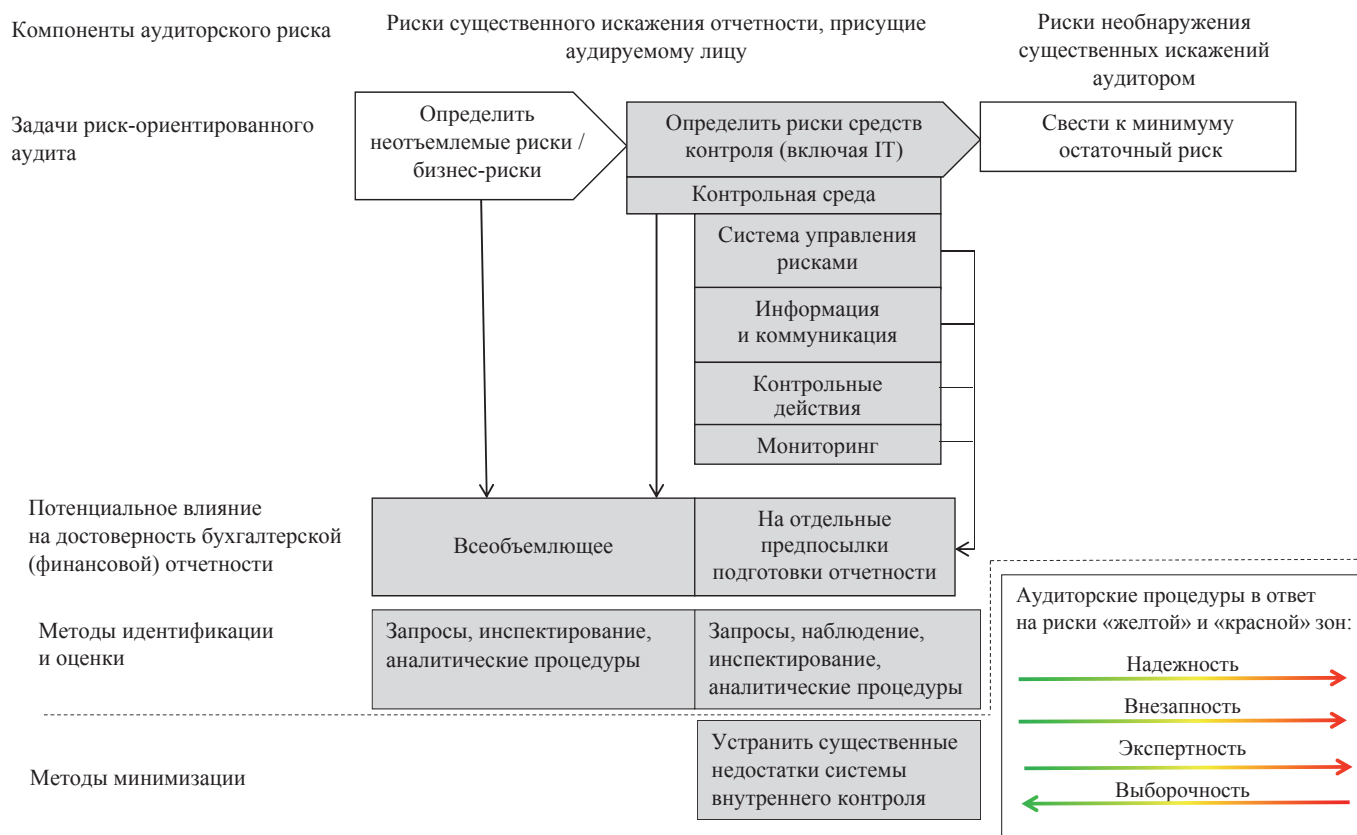 Компоненты аудиторского риска
Риски существенного искажения отчетности, присущие
аудируемому лицу
Риски необнаружения
существенных искажений
аудитором
Задачи риск-ориентированного
аудита
Определить
неотъемлемые риски /
бизнес-риски
Определить риски средств
контроля (включая IT)
Свести к минимуму
остаточный риск
Контрольная среда
Система управления
рисками
Информация
и коммуникация
Контрольные
действия
Мониторинг
Потенциальное влияние
на достоверность бухгалтерской
(финансовой) отчетности
Всеобъемлющее
На отдельные
предпосылки
подготовки отчетности
Методы идентификации
и оценки
Запросы, инспектирование,
аналитические процедуры
Запросы, наблюдение,
инспектирование,
аналитические процедуры
Аудиторские процедуры в ответ
на риски «желтой» и «красной» зон:
Надежность
Внезапность
Экспертность
Выборочность
Методы минимизации
Устранить существенные
недостатки системы
внутреннего контроля